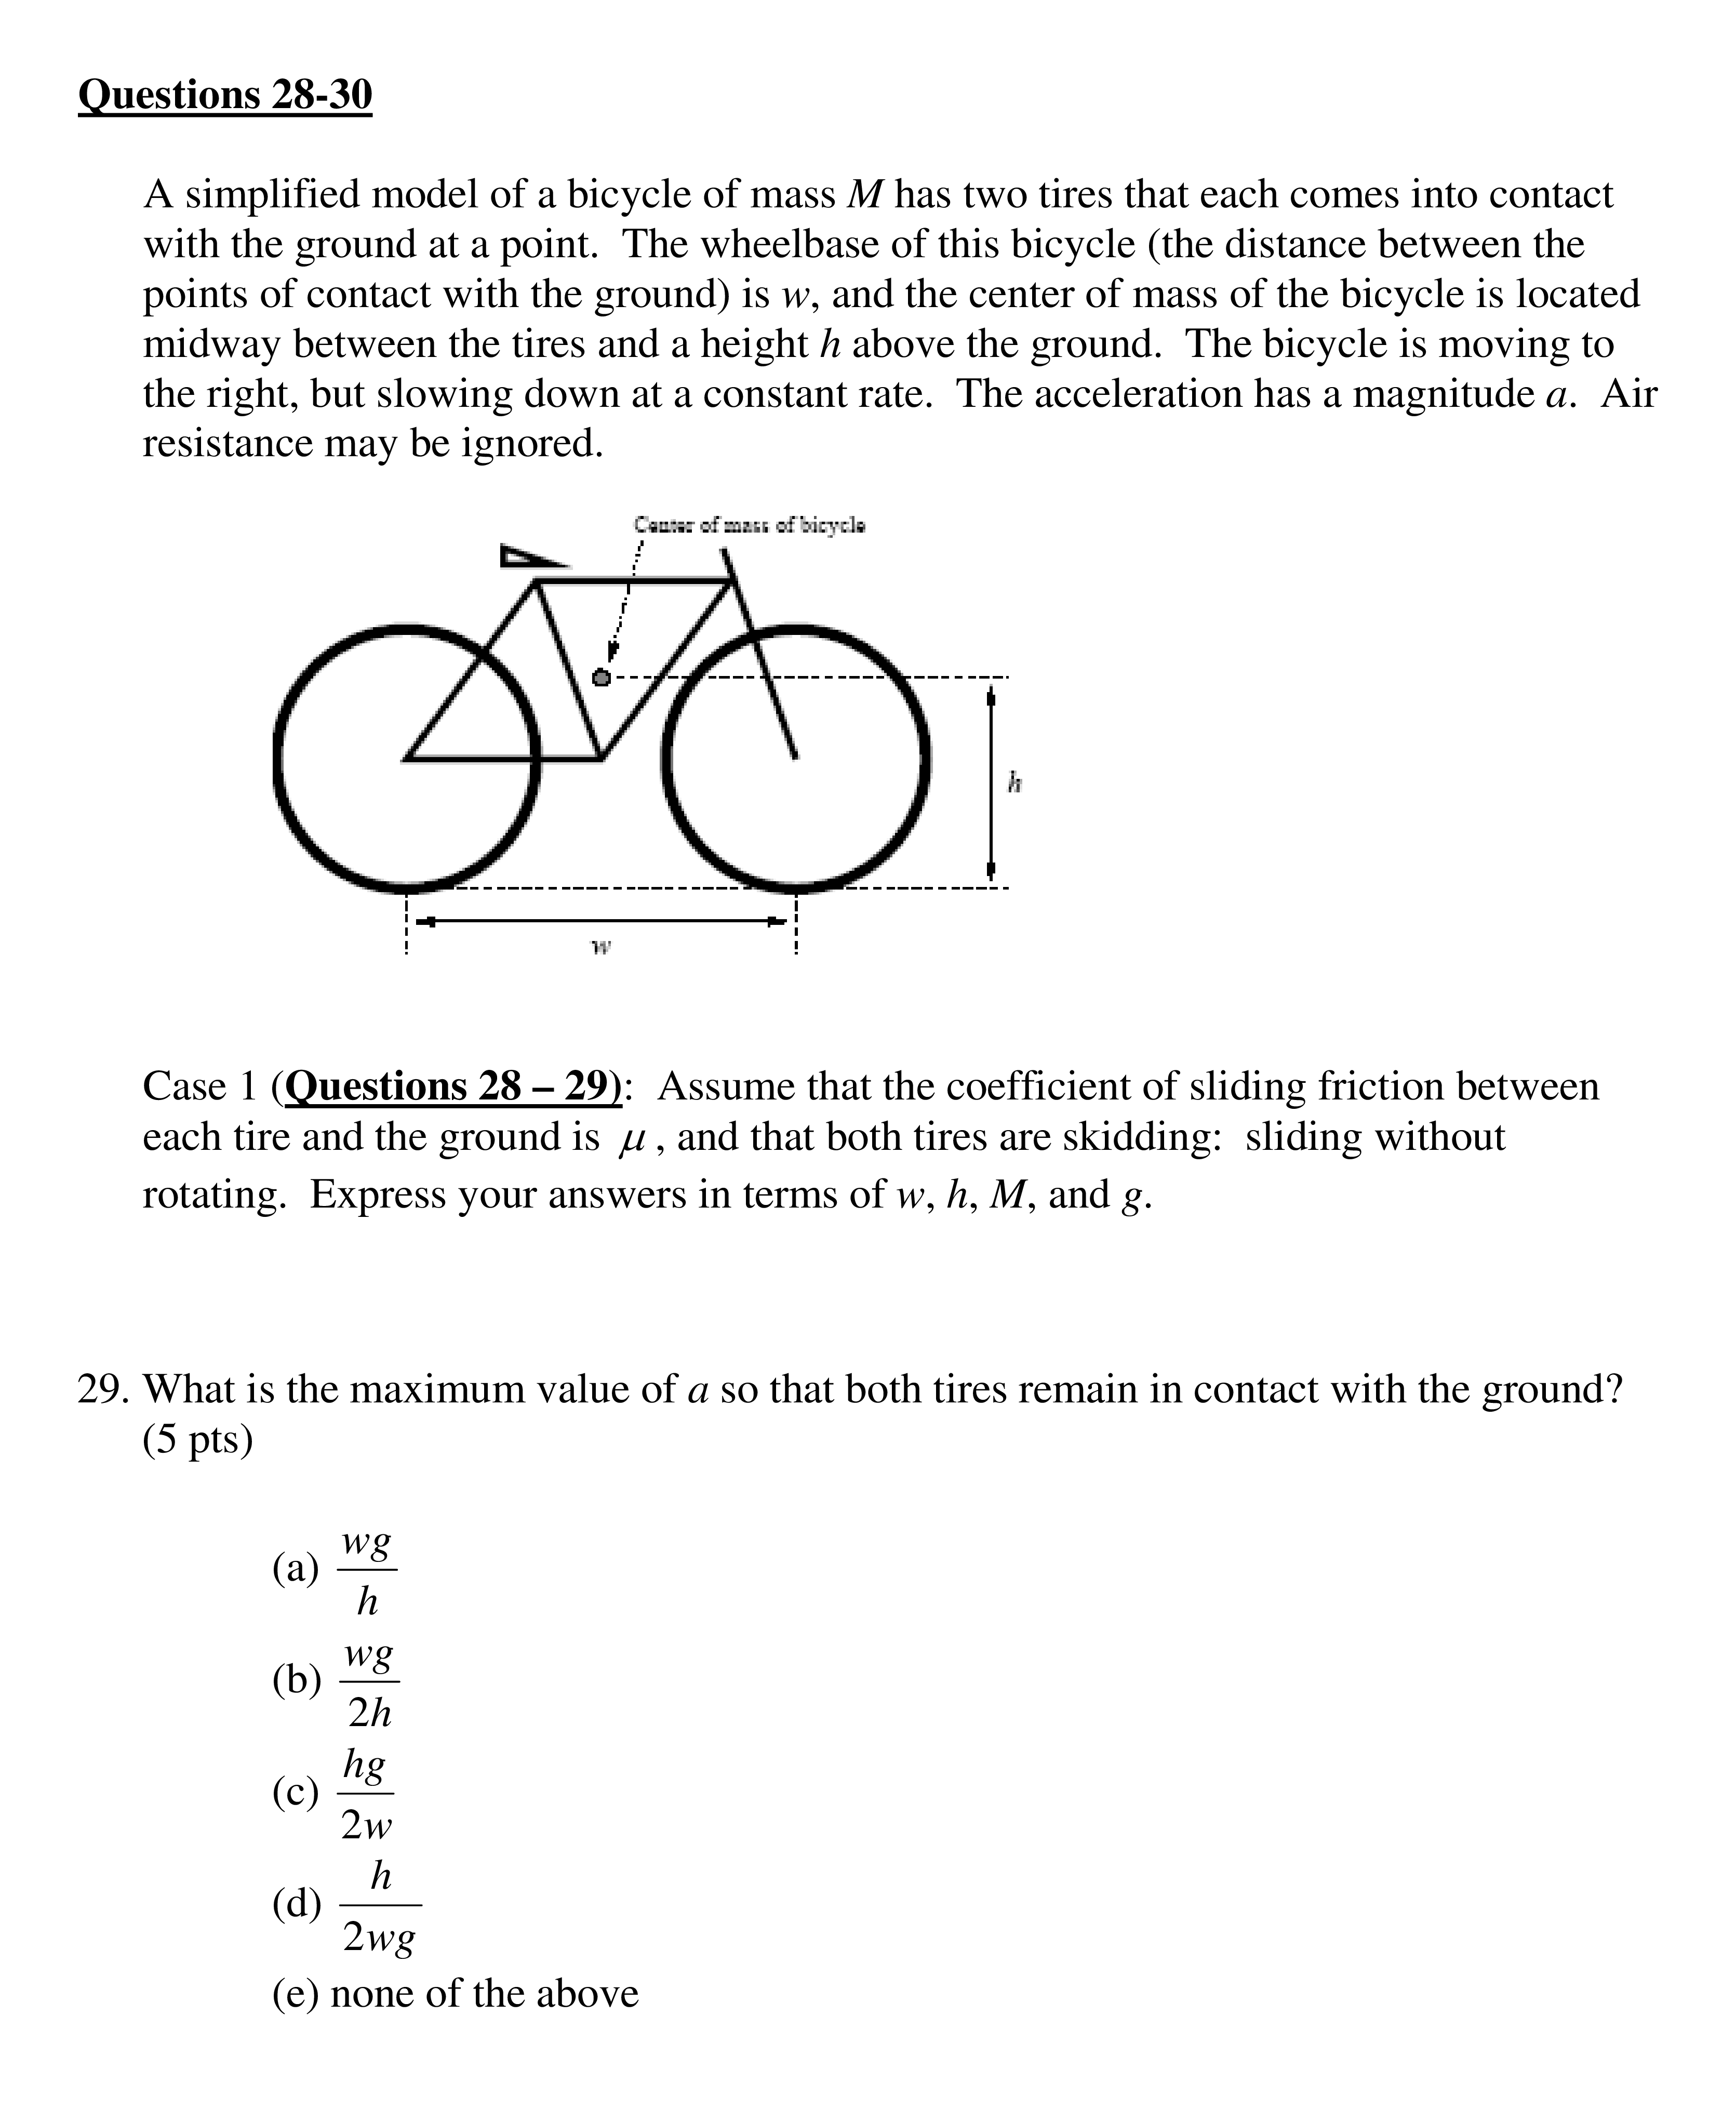 Questions 28-30
A simplified model of a bicycle of mass M has two tires that each comes into contact
with the ground at a point. The wheelbase of this bicycle (the distance between the
points of contact with the ground) is w, and the center of mass of the bicycle is located
midway between the tires and a height h above the ground. The bicycle is moving to
the right, but slowing down at a constant rate. The acceleration has a magnitude a. Air
resistance may be ignored.
Center of mass of bicycle
h
w
Case 1 (Questions 28 – 29): Assume that the coefficient of sliding friction between
each tire and the ground is μ, and that both tires are skidding: sliding without
rotating. Express your answers in terms of w, h, M, and g.
29. What is the maximum value of a so that both tires remain in contact with the ground?
(5 pts)
(a) wg/h
(b) wg/2h
(c) hg/2w
(d) h/2wg
(e) none of the above